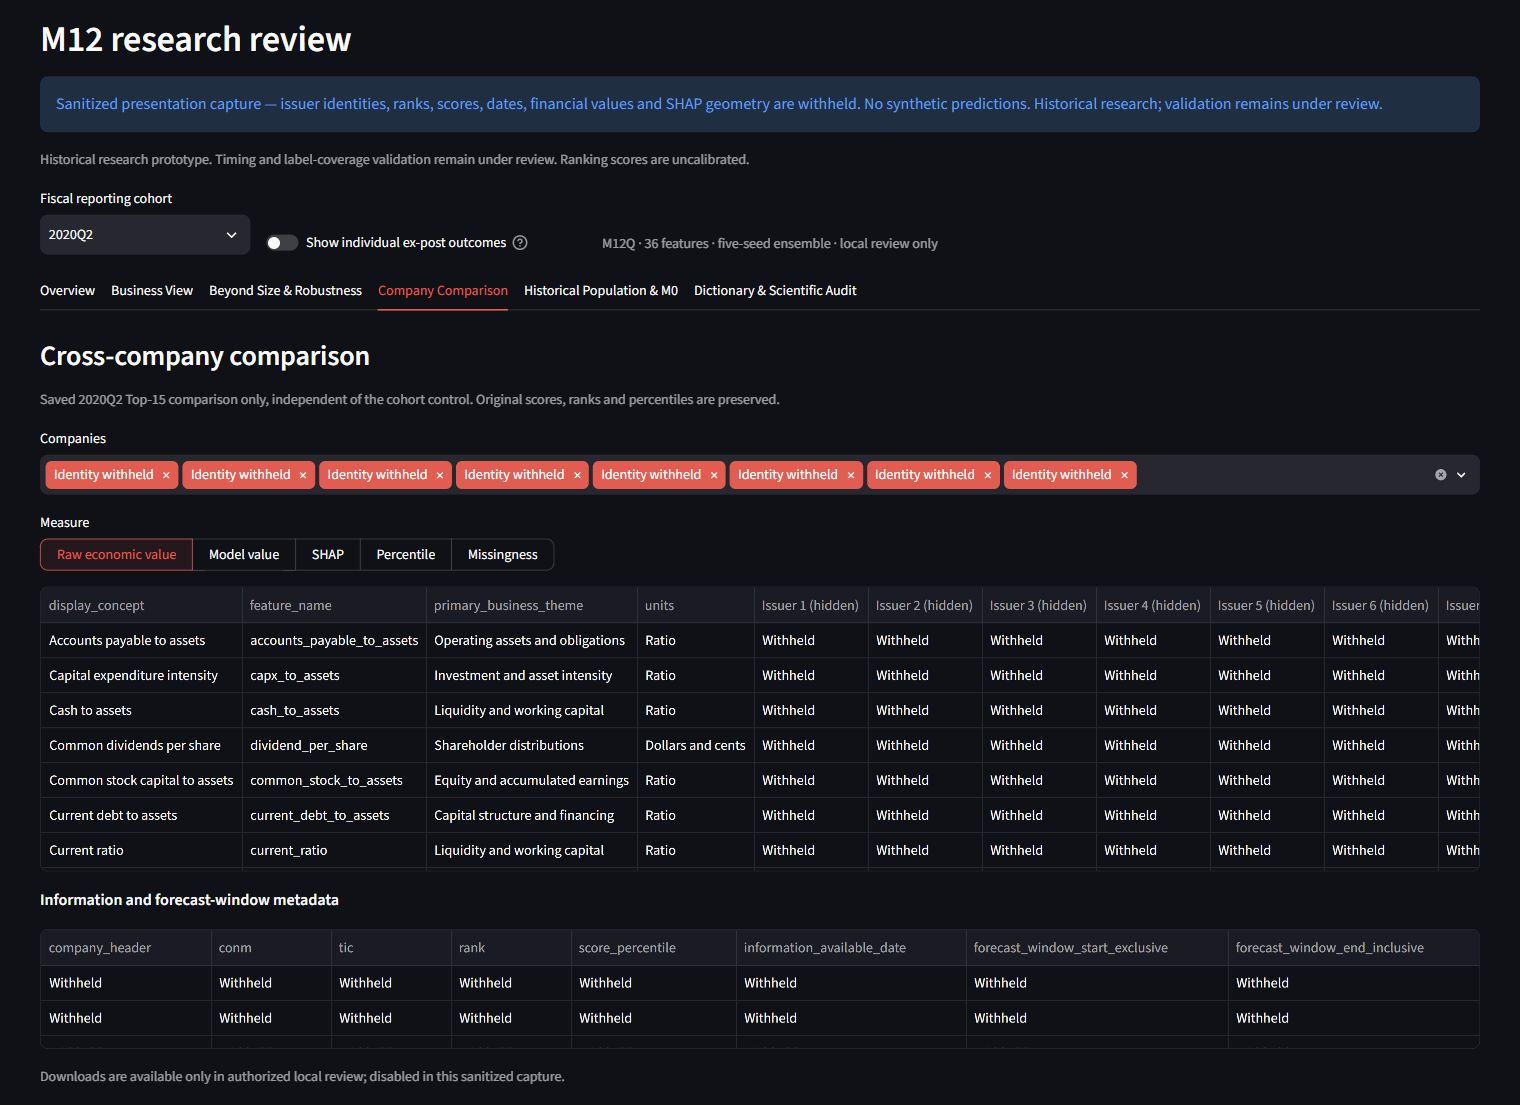 M12 research review
Sanitized presentation capture — issuer identities, ranks, scores, dates, financial values and SHAP geometry are withheld. No synthetic predictions. Historical research; validation remains under review.
Historical research prototype. Timing and label-coverage validation remain under review. Ranking scores are uncalibrated.
Fiscal reporting cohort
2020Q2
Show individual ex-post outcomes
M12Q · 36 features · five-seed ensemble · local review only
Overview Business View Beyond Size & Robustness Company Comparison Historical Population & M0 Dictionary & Scientific Audit
Cross-company comparison
Saved 2020Q2 Top-15 comparison only, independent of the cohort control. Original scores, ranks and percentiles are preserved.
Companies
Identity withheld × Identity withheld × Identity withheld × Identity withheld × Identity withheld × Identity withheld × Identity withheld × Identity withheld ×
Measure
Raw economic value Model value SHAP Percentile Missingness
display_concept feature_name primary_business_theme units Issuer 1 (hidden) Issuer 2 (hidden) Issuer 3 (hidden) Issuer 4 (hidden) Issuer 5 (hidden) Issuer 6 (hidden) Issuer
Accounts payable to assets accounts_payable_to_assets Operating assets and obligations Ratio Withheld Withheld Withheld Withheld Withheld Withheld Withh
Capital expenditure intensity capx_to_assets Investment and asset intensity Ratio Withheld Withheld Withheld Withheld Withheld Withheld Withh
Cash to assets cash_to_assets Liquidity and working capital Ratio Withheld Withheld Withheld Withheld Withheld Withheld Withh
Common dividends per share dividend_per_share Shareholder distributions Dollars and cents Withheld Withheld Withheld Withheld Withheld Withheld Withh
Common stock capital to assets common_stock_to_assets Equity and accumulated earnings Ratio Withheld Withheld Withheld Withheld Withheld Withheld Withh
Current debt to assets current_debt_to_assets Capital structure and financing Ratio Withheld Withheld Withheld Withheld Withheld Withheld Withh
Current ratio current_ratio Liquidity and working capital Ratio Withheld Withheld Withheld Withheld Withheld Withheld Withh
Information and forecast-window metadata
company_header conm tic rank score_percentile information_available_date forecast_window_start_exclusive forecast_window_end_inclusive
Withheld Withheld Withheld Withheld Withheld Withheld Withheld Withheld
Withheld Withheld Withheld Withheld Withheld Withheld Withheld Withheld
Downloads are available only in authorized local review; disabled in this sanitized capture.